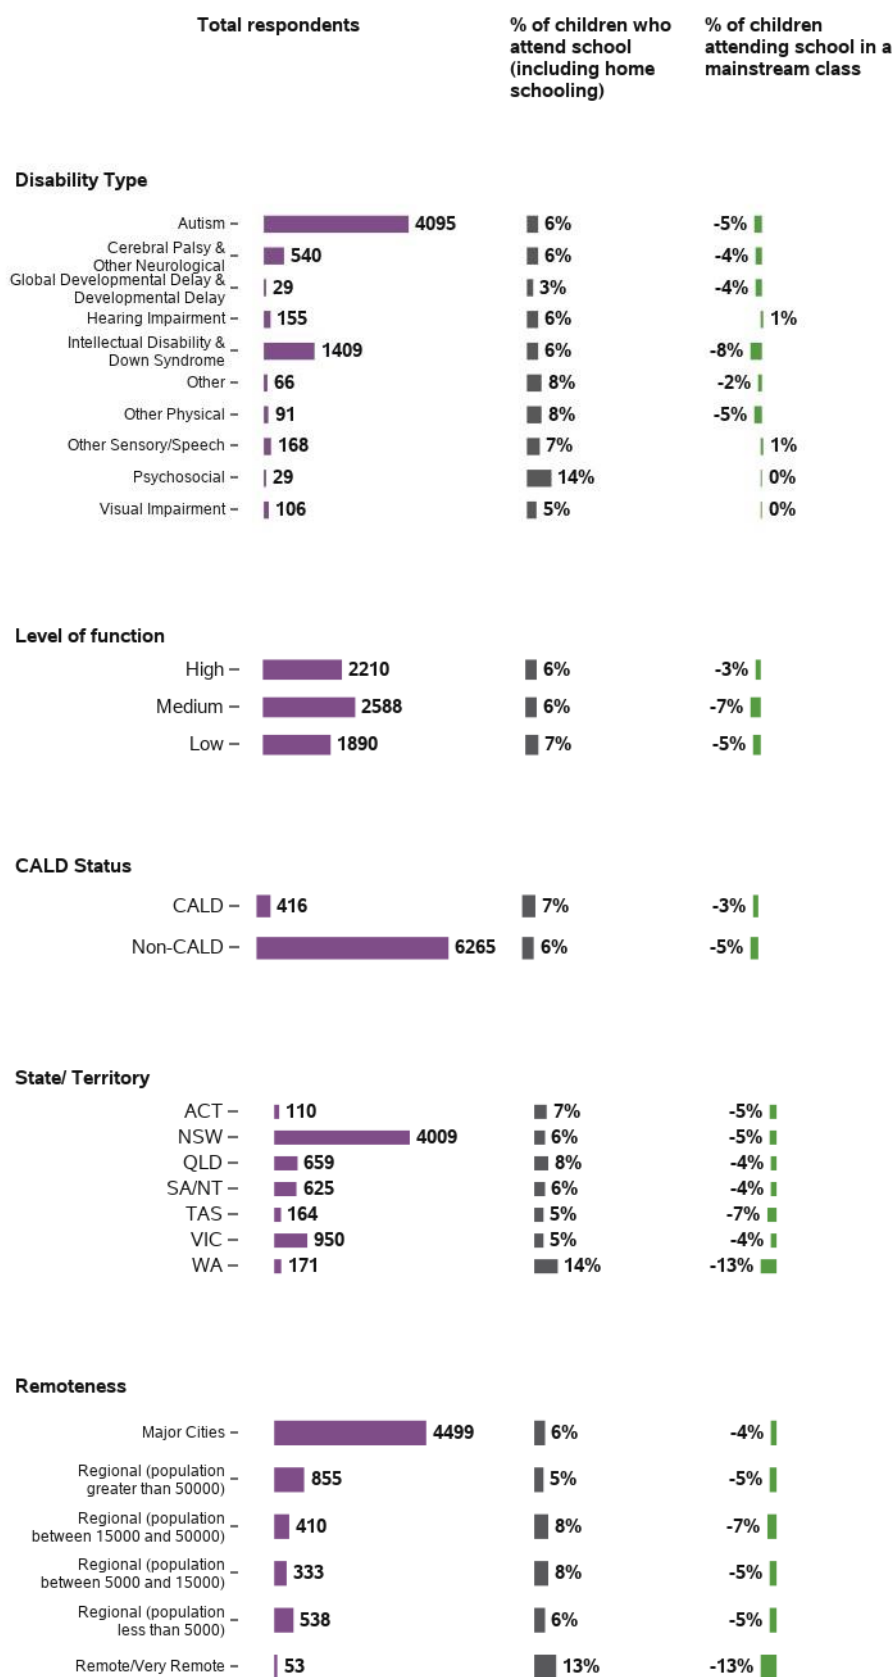 Total respondents
% of children who
attend school
(including home
schooling)
% of children
attending school in a
mainstream class
Disability Type
Autism 4095 6% -5%
Cerebral Palsy &
Other Neurological 540 6% -4%
Global Developmental Delay &
Developmental Delay 29 3% -4%
Hearing Impairment 155 6% 1%
Intellectual Disability &
Down Syndrome 1409 6% -8%
Other 66 8% -2%
Other Physical 91 8% -5%
Other Sensory/Speech 168 7% 1%
Psychosocial 29 14% 0%
Visual Impairment 106 5% 0%
Level of function
High 2210 6% -3%
Medium 2588 6% -7%
Low 1890 7% -5%
CALD Status
CALD 416 7% -3%
Non-CALD 6265 6% -5%
State/ Territory
ACT 110 7% -5%
NSW 4009 6% -5%
QLD 659 8% -4%
SA/NT 625 6% -4%
TAS 164 5% -7%
VIC 950 5% -4%
WA 171 14% -13%
Remoteness
Major Cities 4499 6% -4%
Regional (population
greater than 50000) 855 5% -5%
Regional (population
between 15000 and 50000) 410 8% -7%
Regional (population
between 5000 and 15000) 333 8% -5%
Regional (population
less than 5000) 538 6% -5%
Remote/Very Remote 53 13% -13%